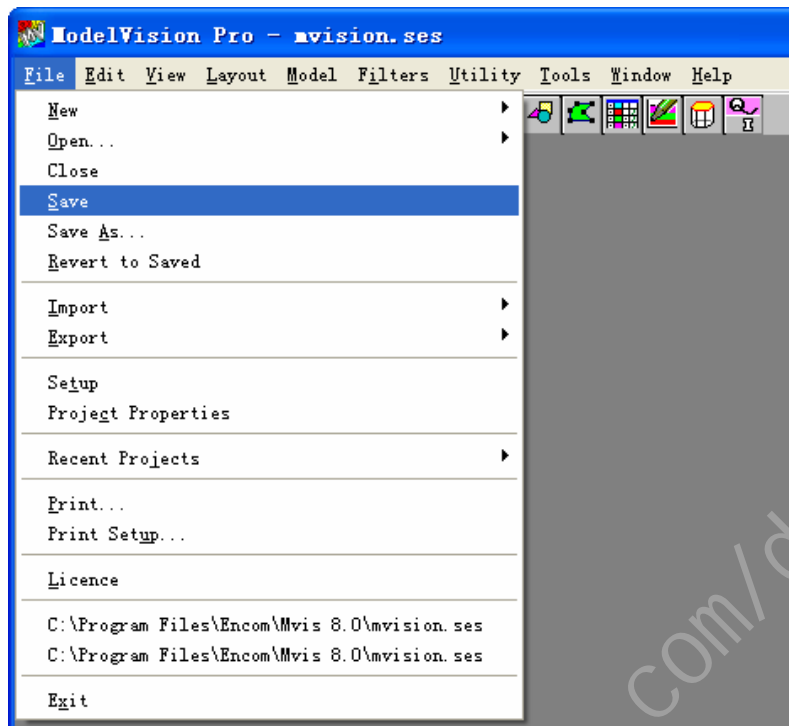 ModelVision Pro - mvision.ses
File Edit View Layout Model Filters Utility Tools Window Help
New
Open...
Close
Save
Save As...
Revert to Saved
Import
Export
Setup
Project Properties
Recent Projects
Print...
Print Setup...
Licence
C:\Program Files\Encom\Mvis 8.0\mvision.ses
C:\Program Files\Encom\Mvis 8.0\mvision.ses
Exit
com/d